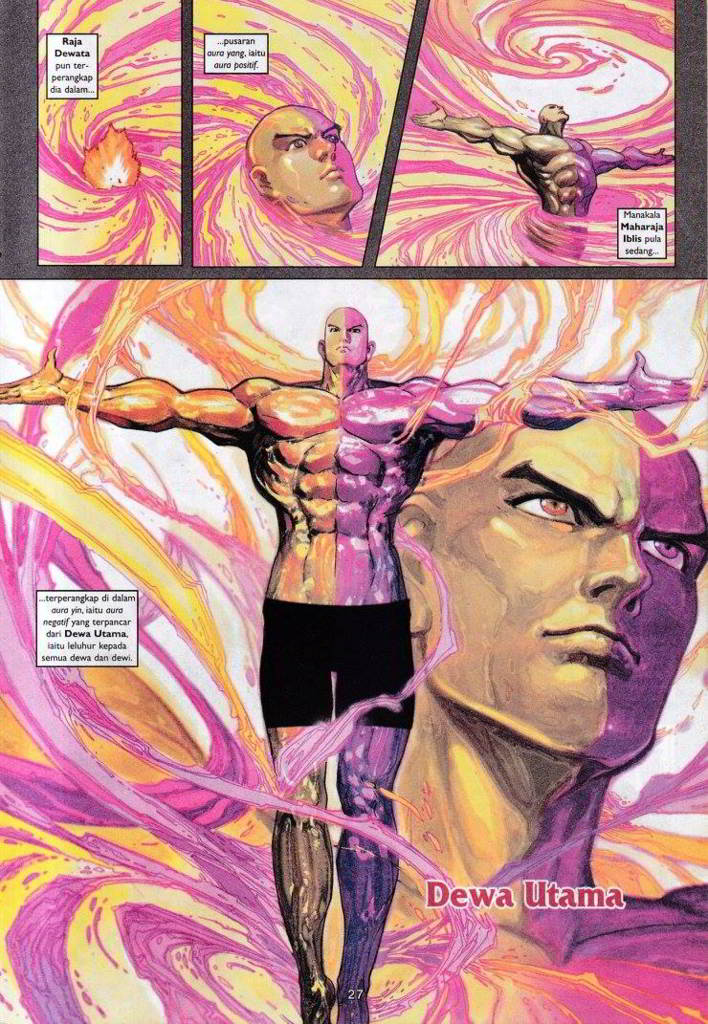 Raja
Dewata
pun ter-
perangkap
dia dalam...
...pusaran
aura yang, iaitu
aura positif.
Manakala
Maharaja
Iblis pula
sedang...
...terperangkap di dalam
aura yin, iaitu aura
negatif yang terpancar
dari Dewa Utama,
iaitu leluhur kepada
semua dewa dan dewi.
Dewa Utama
27